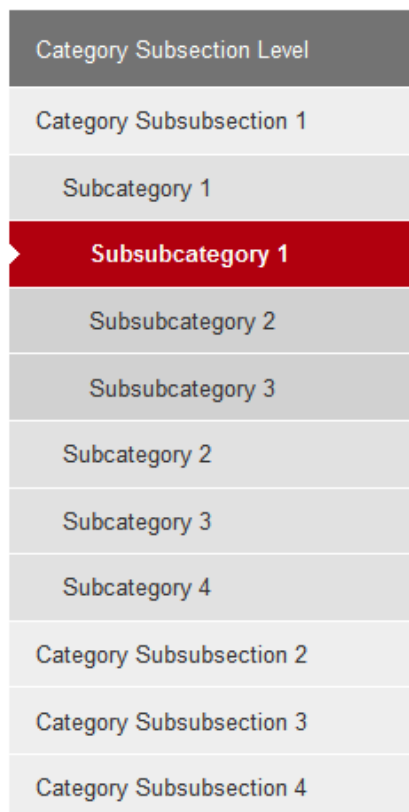 Category Subsection Level
Category Subsubsection 1
Subcategory 1
Subsubcategory 1
Subsubcategory 2
Subsubcategory 3
Subcategory 2
Subcategory 3
Subcategory 4
Category Subsubsection 2
Category Subsubsection 3
Category Subsubsection 4